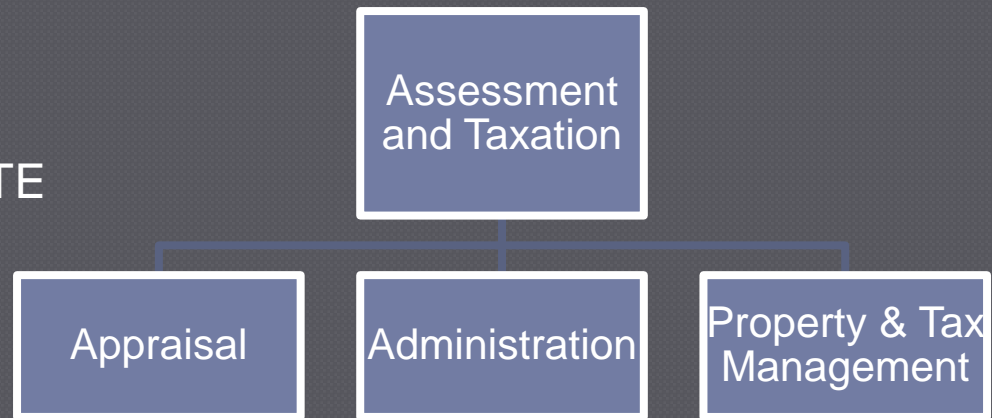 Assessment
and Taxation
TE
Appraisal
Administration
Property & Tax
Management